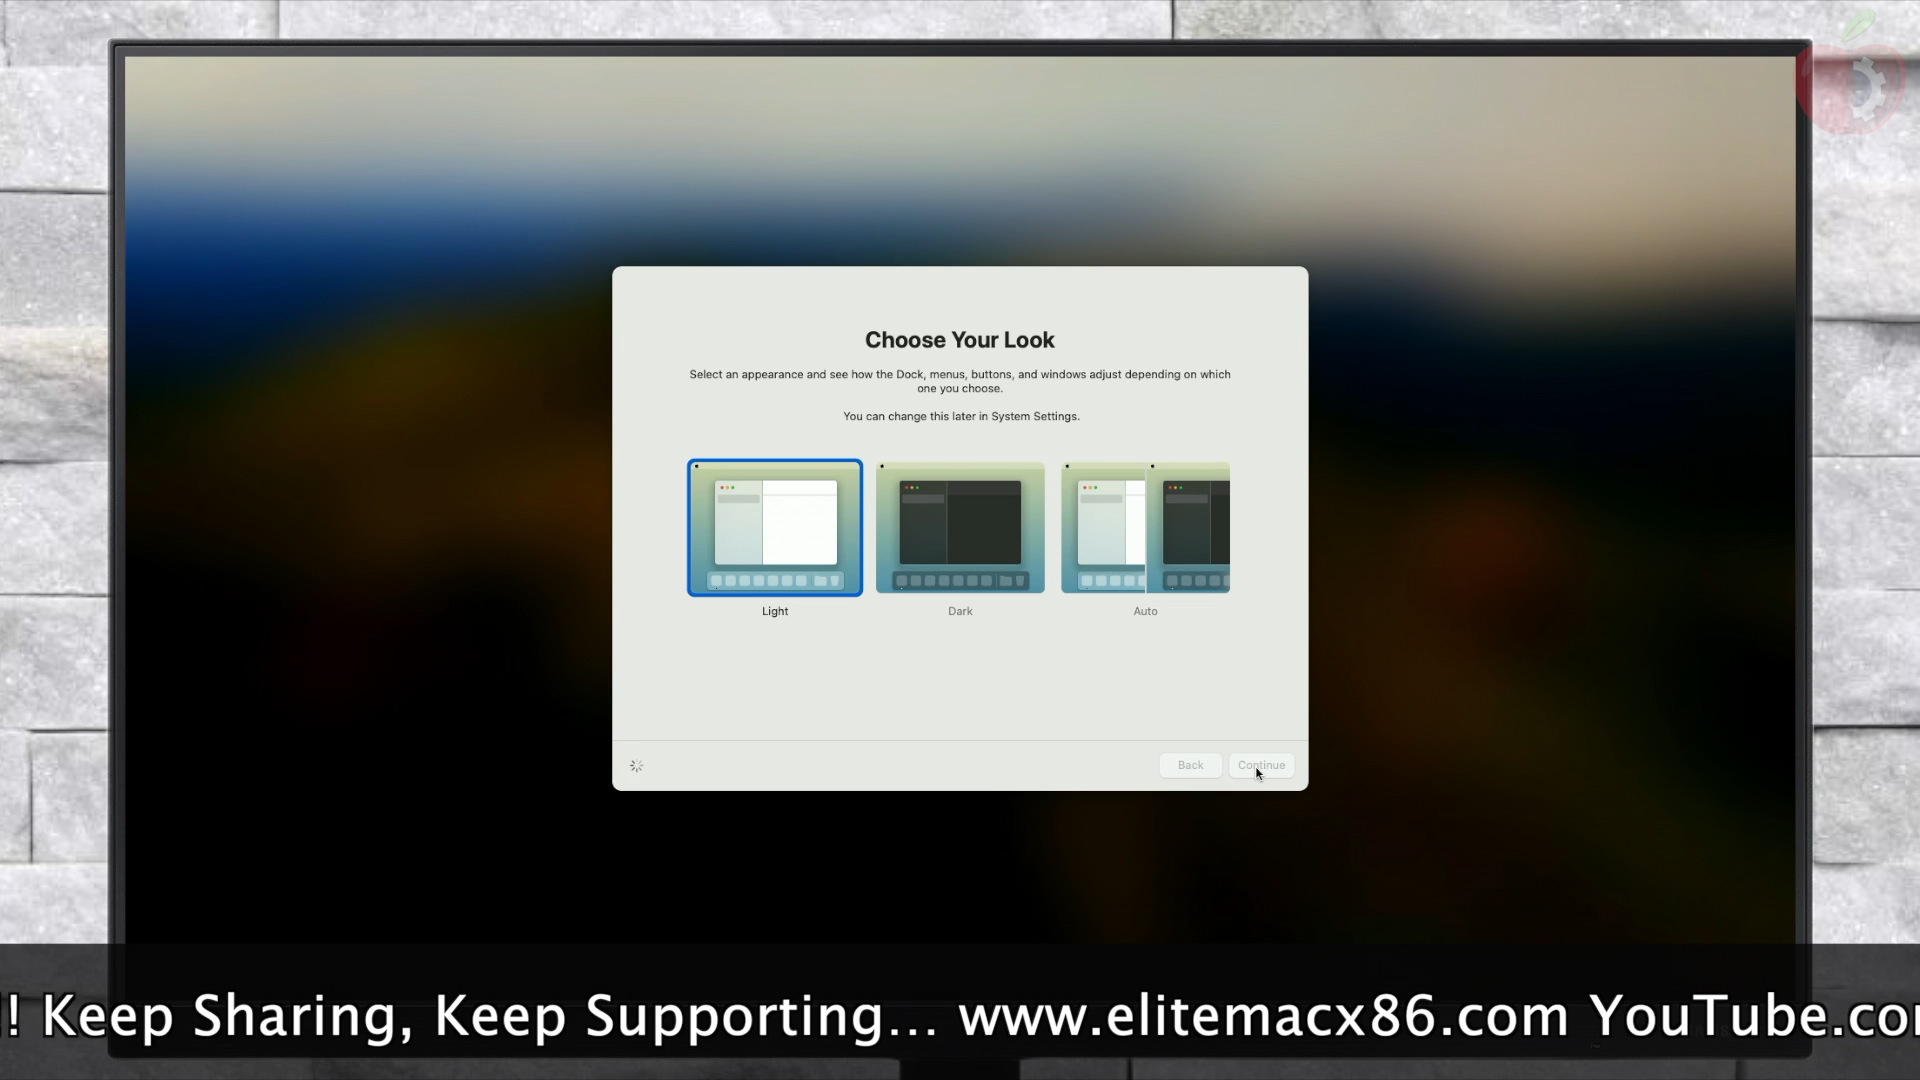 Choose Your Look
Select an appearance and see how the Dock, menus, buttons, and windows adjust depending on which
one you choose.
You can change this later in System Settings.
Light
Dark
Auto
Back
Continue
!! Keep Sharing, Keep Supporting... www.elitemacx86.com YouTube.co